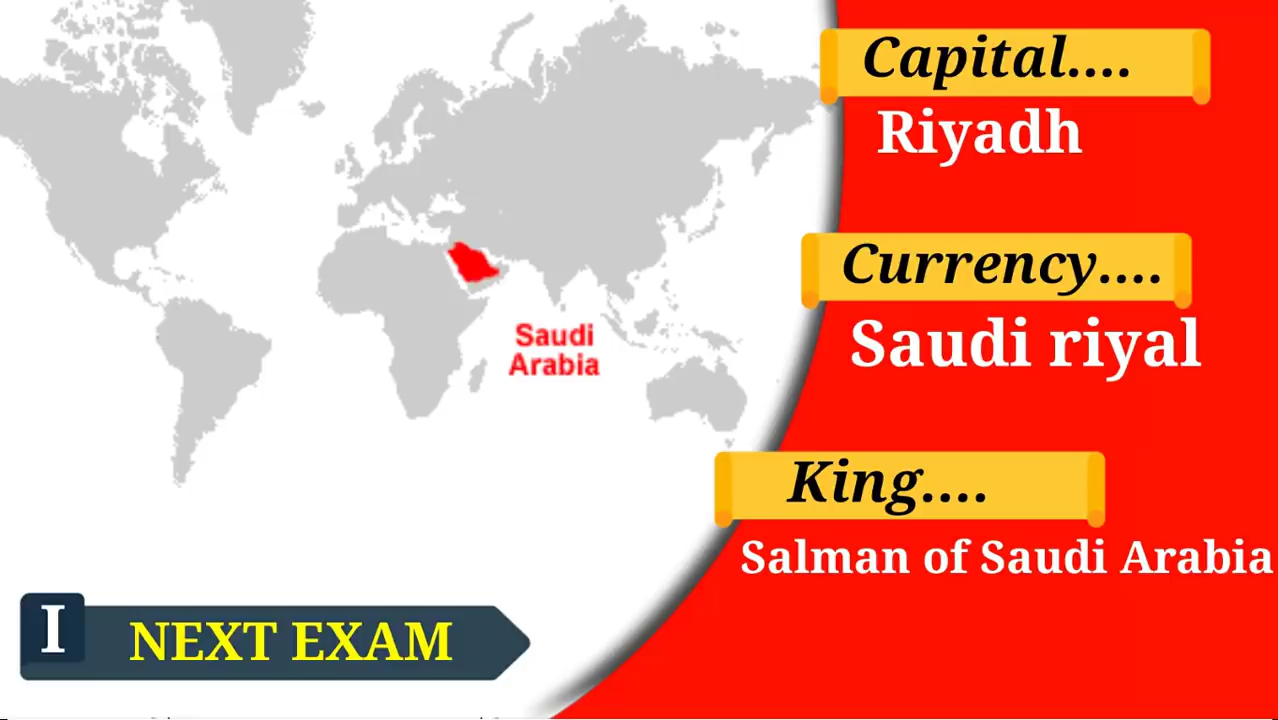 Capital....
Riyadh
Currency....
Saudi riyal
Saudi
Arabia
King....
Salman of Saudi Arabia
I NEXT EXAM